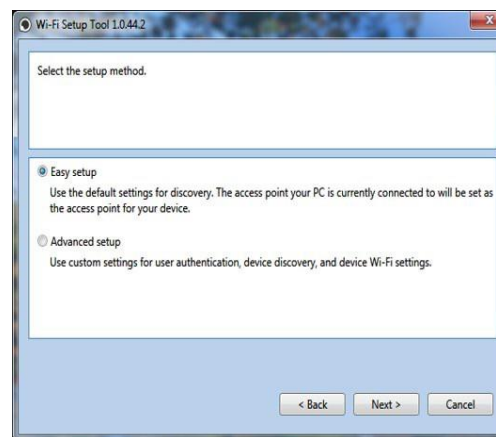 Wi-Fi Setup Tool 1.0.44.2
Select the setup method.
Easy setup
Use the default settings for discovery. The access point your PC is currently connected to will be set as
the access point for your device.
Advanced setup
Use custom settings for user authentication, device discovery, and device Wi-Fi settings.
< Back Next > Cancel